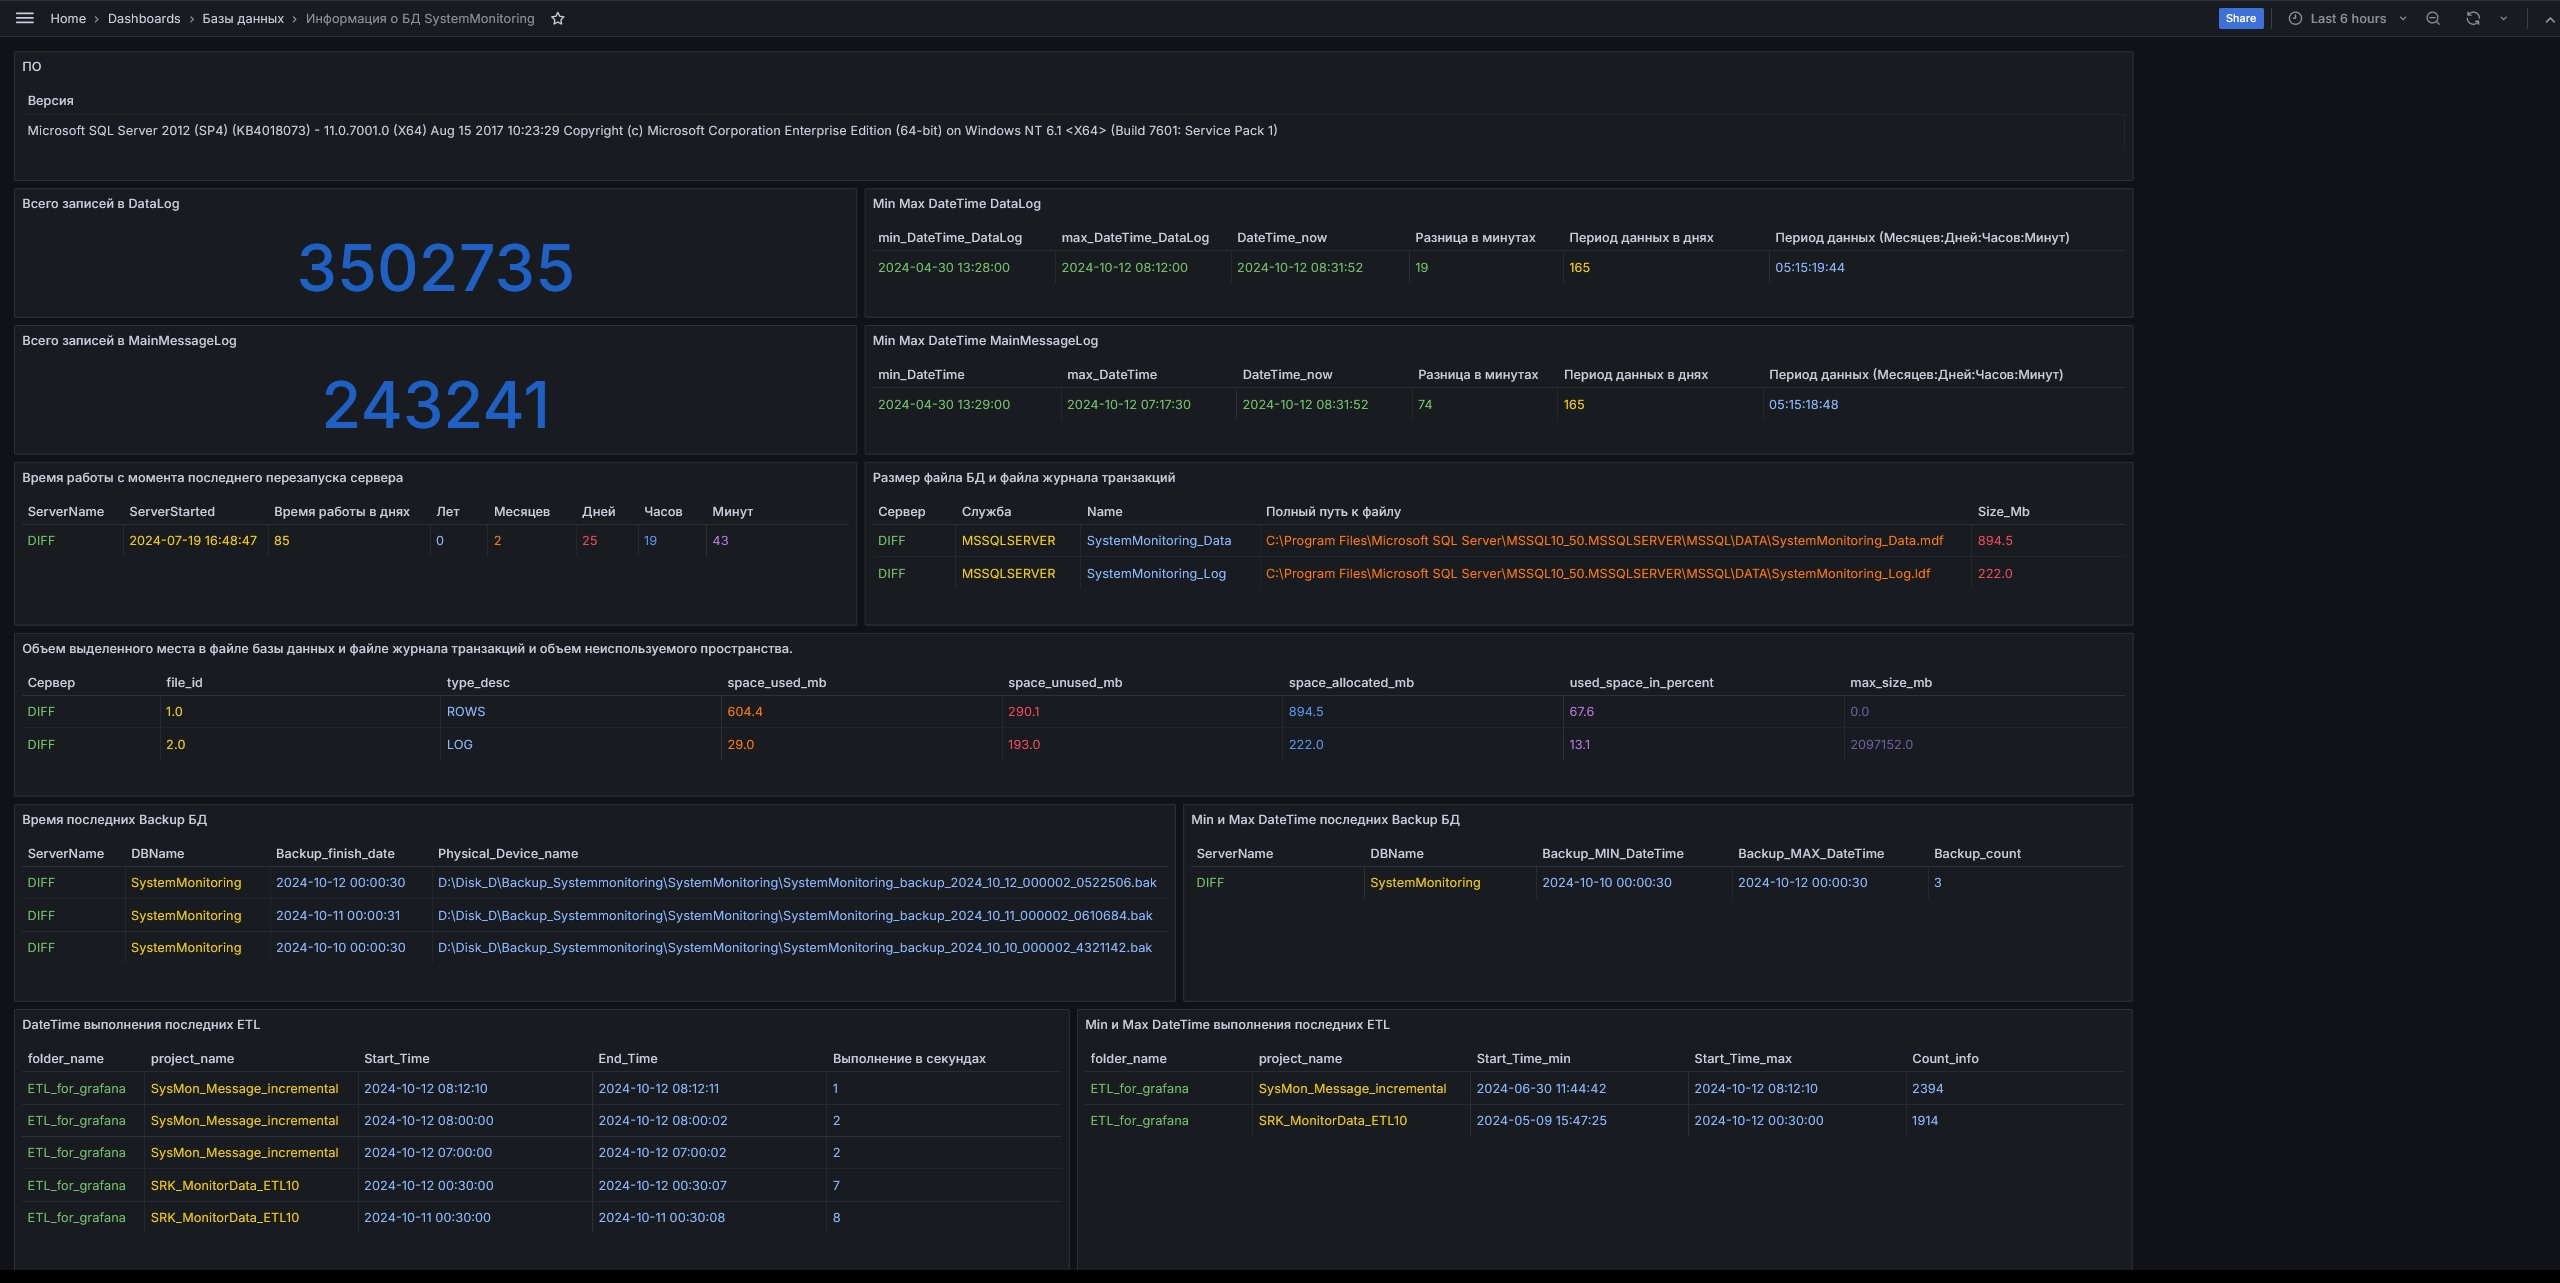 Home › Dashboards › Базы данных › Информация о БД SystemMonitoring
Share
Last 6 hours
ПО
Версия
Microsoft SQL Server 2012 (SP4) (KB4018073) - 11.0.7001.0 (X64) Aug 15 2017 10:23:29 Copyright (c) Microsoft Corporation Enterprise Edition (64-bit) on Windows NT 6.1 <X64> (Build 7601: Service Pack 1)
Всего записей в DataLog
3502735
Min Max DateTime DataLog
min_DateTime_DataLog max_DateTime_DataLog DateTime_now Разница в минутах Период данных в днях Период данных (Месяцев:Дней:Часов:Минут)
2024-04-30 13:28:00 2024-10-12 08:12:00 2024-10-12 08:31:52 19 165 05:15:19:44
Всего записей в MainMessageLog
243241
Min Max DateTime MainMessageLog
min_DateTime max_DateTime DateTime_now Разница в минутах Период данных в днях Период данных (Месяцев:Дней:Часов:Минут)
2024-04-30 13:29:00 2024-10-12 07:17:30 2024-10-12 08:31:52 74 165 05:15:18:48
Время работы с момента последнего перезапуска сервера
ServerName ServerStarted Время работы в днях Лет Месяцев Дней Часов Минут
DIFF 2024-07-19 16:48:47 85 0 2 25 19 43
Размер файла БД и файла журнала транзакций
Сервер Служба Name Полный путь к файлу Size_Mb
DIFF MSSQLSERVER SystemMonitoring_Data C:\Program Files\Microsoft SQL Server\MSSQL10_50.MSSQLSERVER\MSSQL\DATA\SystemMonitoring_Data.mdf 894.5
DIFF MSSQLSERVER SystemMonitoring_Log C:\Program Files\Microsoft SQL Server\MSSQL10_50.MSSQLSERVER\MSSQL\DATA\SystemMonitoring_Log.ldf 222.0
Объем выделенного места в файле базы данных и файле журнала транзакций и объем неиспользуемого пространства.
Сервер file_id type_desc space_used_mb space_unused_mb space_allocated_mb used_space_in_percent max_size_mb
DIFF 1.0 ROWS 604.4 290.1 894.5 67.6 0.0
DIFF 2.0 LOG 29.0 193.0 222.0 13.1 2097152.0
Время последних Backup БД
ServerName DBName Backup_finish_date Physical_Device_name
DIFF SystemMonitoring 2024-10-12 00:00:30 D:\Disk_D\Backup_Systemmonitoring\SystemMonitoring\SystemMonitoring_backup_2024_10_12_000002_0522506.bak
DIFF SystemMonitoring 2024-10-11 00:00:31 D:\Disk_D\Backup_Systemmonitoring\SystemMonitoring\SystemMonitoring_backup_2024_10_11_000002_0610684.bak
DIFF SystemMonitoring 2024-10-10 00:00:30 D:\Disk_D\Backup_Systemmonitoring\SystemMonitoring\SystemMonitoring_backup_2024_10_10_000002_4321142.bak
Min и Max DateTime последних Backup БД
ServerName DBName Backup_MIN_DateTime Backup_MAX_DateTime Backup_count
DIFF SystemMonitoring 2024-10-10 00:00:30 2024-10-12 00:00:30 3
DateTime выполнения последних ETL
folder_name project_name Start_Time End_Time Выполнение в секундах
ETL_for_grafana SysMon_Message_incremental 2024-10-12 08:12:10 2024-10-12 08:12:11 1
ETL_for_grafana SysMon_Message_incremental 2024-10-12 08:00:00 2024-10-12 08:00:02 2
ETL_for_grafana SysMon_Message_incremental 2024-10-12 07:00:00 2024-10-12 07:00:02 2
ETL_for_grafana SRK_MonitorData_ETL10 2024-10-12 00:30:00 2024-10-12 00:30:07 7
ETL_for_grafana SRK_MonitorData_ETL10 2024-10-11 00:30:00 2024-10-11 00:30:08 8
Min и Max DateTime выполнения последних ETL
folder_name project_name Start_Time_min Start_Time_max Count_info
ETL_for_grafana SysMon_Message_incremental 2024-06-30 11:44:42 2024-10-12 08:12:10 2394
ETL_for_grafana SRK_MonitorData_ETL10 2024-05-09 15:47:25 2024-10-12 00:30:00 1914